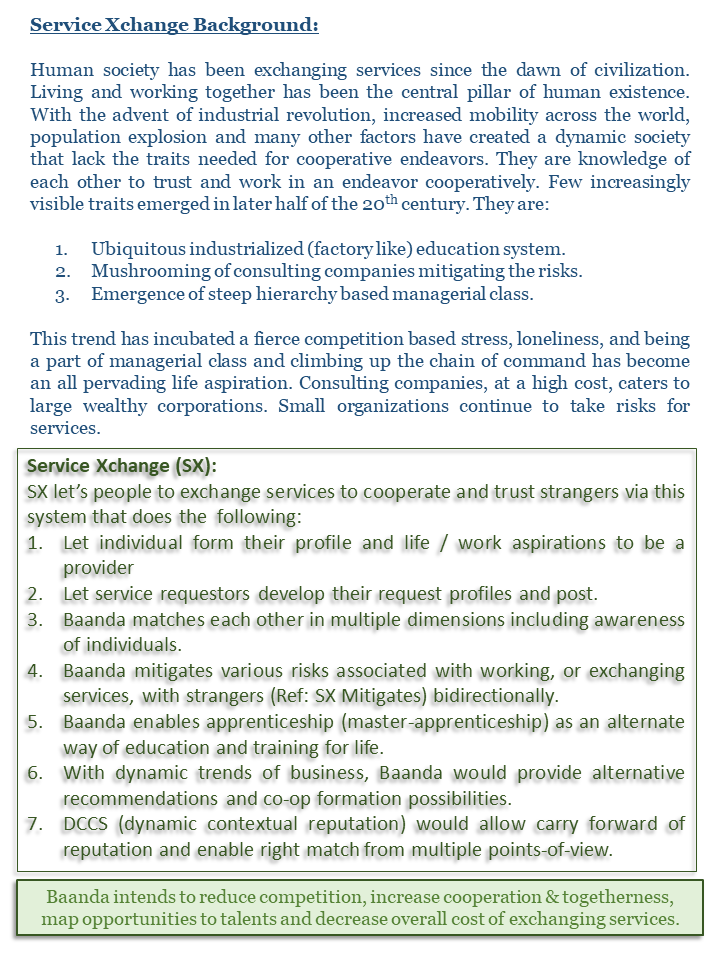 Service Xchange Background:
Human society has been exchanging services since the dawn of civilization.
Living and working together has been the central pillar of human existence.
With the advent of industrial revolution, increased mobility across the world,
population explosion and many other factors have created a dynamic society
that lack the traits needed for cooperative endeavors. They are knowledge of
each other to trust and work in an endeavor cooperatively. Few increasingly
visible traits emerged in later half of the 20th century. They are:
1. Ubiquitous industrialized (factory like) education system.
2. Mushrooming of consulting companies mitigating the risks.
3. Emergence of steep hierarchy based managerial class.
This trend has incubated a fierce competition based stress, loneliness, and being
a part of managerial class and climbing up the chain of command has become
an all pervading life aspiration. Consulting companies, at a high cost, caters to
large wealthy corporations. Small organizations continue to take risks for
services.
Service Xchange (SX):
SX let's people to exchange services to cooperate and trust strangers via this
system that does the following:
1. Let individual form their profile and life / work aspirations to be a
provider
2. Let service requestors develop their request profiles and post.
3. Baanda matches each other in multiple dimensions including awareness
of individuals.
4. Baanda mitigates various risks associated with working, or exchanging
services, with strangers (Ref: SX Mitigates) bidirectionally.
5. Baanda enables apprenticeship (master-apprenticeship) as an alternate
way of education and training for life.
6. With dynamic trends of business, Baanda would provide alternative
recommendations and co-op formation possibilities.
7. DCCS (dynamic contextual reputation) would allow carry forward of
reputation and enable right match from multiple points-of-view.
Baanda intends to reduce competition, increase cooperation & togetherness,
map opportunities to talents and decrease overall cost of exchanging services.